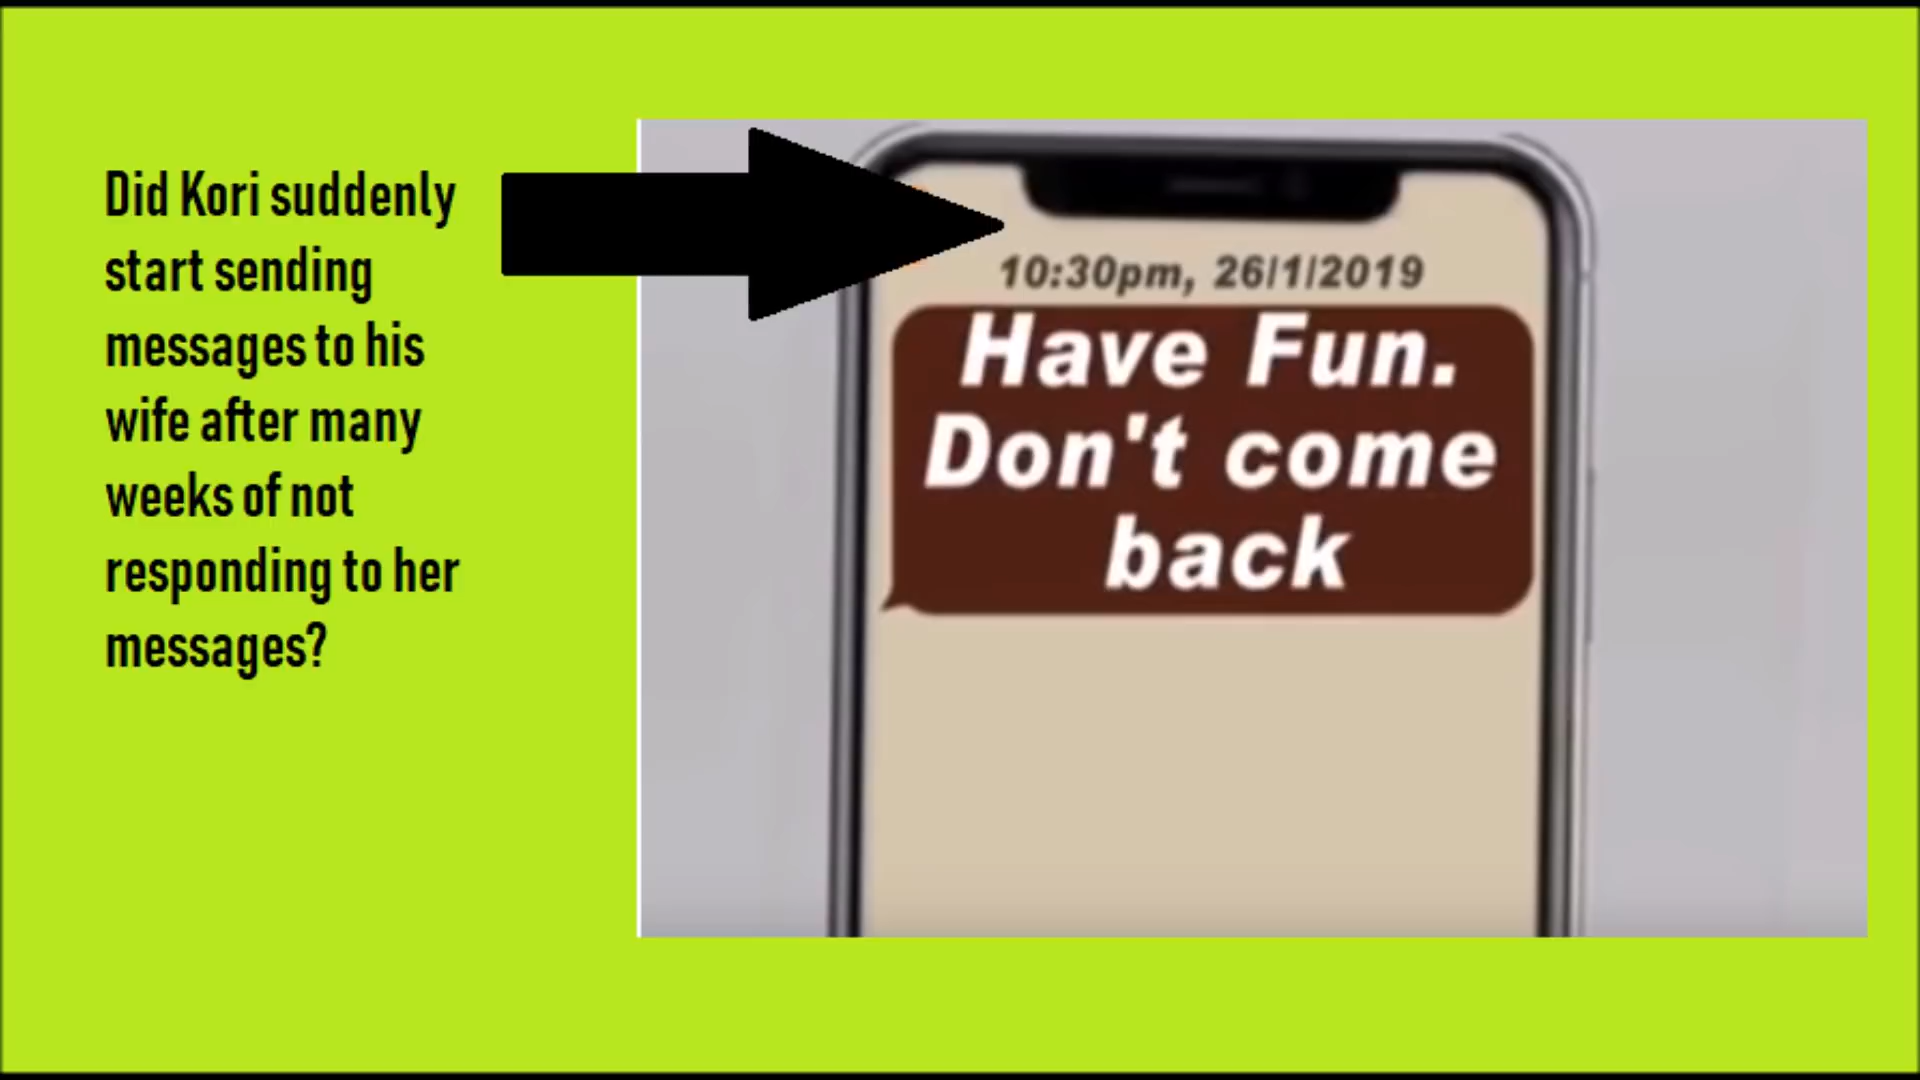 Did Kori suddenly
start sending
messages to his
wife after many
weeks of not
responding to her
messages?
10:30pm, 26/1/2019
Have Fun.
Don't come
back